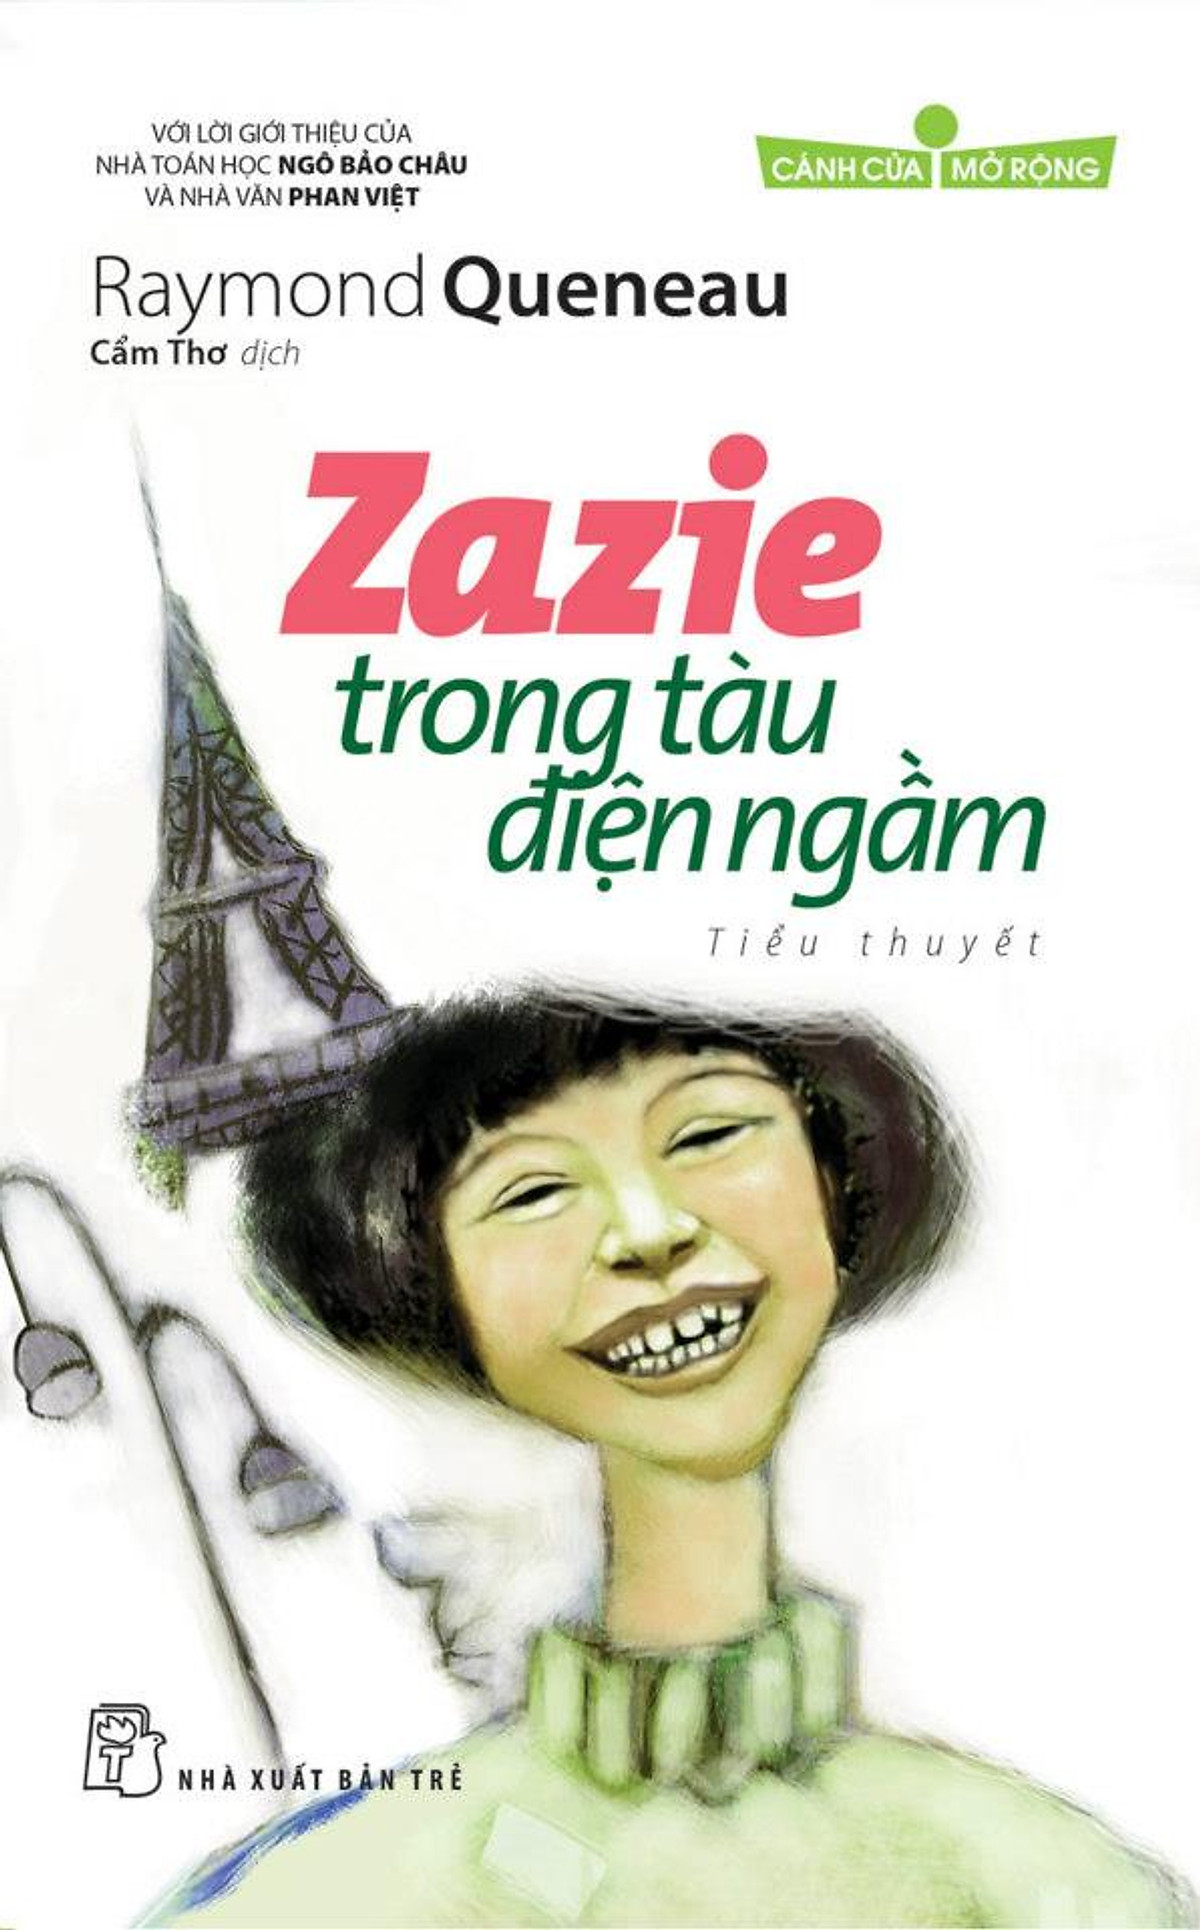 VỚI LỜI GIỚI THIỆU CỦA
NHÀ TOÁN HỌC NGÔ BẢO CHÂU
VÀ NHÀ VĂN PHAN VIỆT
CÁNH CỬA MỞ RỘNG
Raymond Queneau
Cẩm Thơ dịch
Zazie
trong tàu
điện ngầm
Tiểu thuyết
T
NHÀ XUẤT BẢN TRẺ